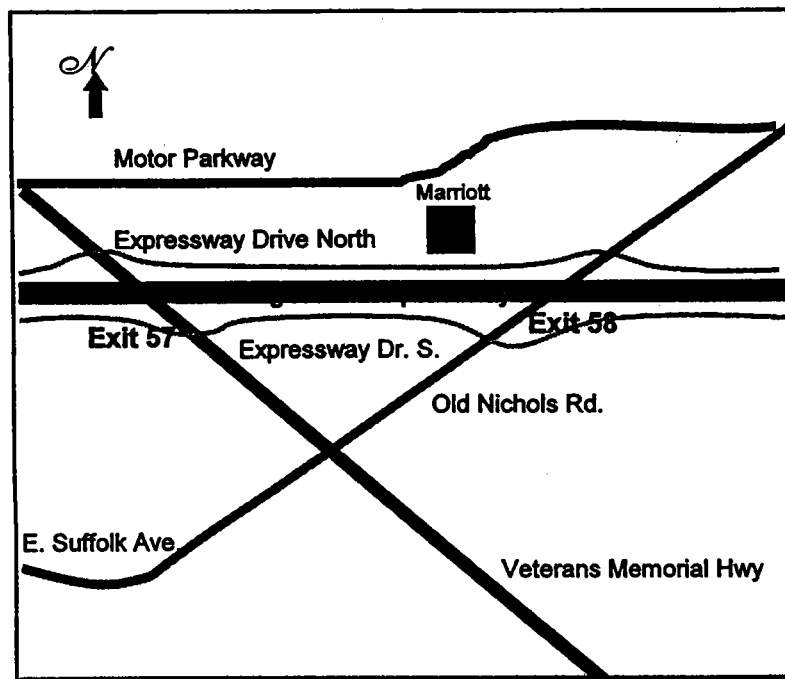 N
Motor Parkway
Marriott
Expressway Drive North
Exit 57
Exit 58
Expressway Dr. S.
Old Nichols Rd.
E. Suffolk Ave.
Veterans Memorial Hwy